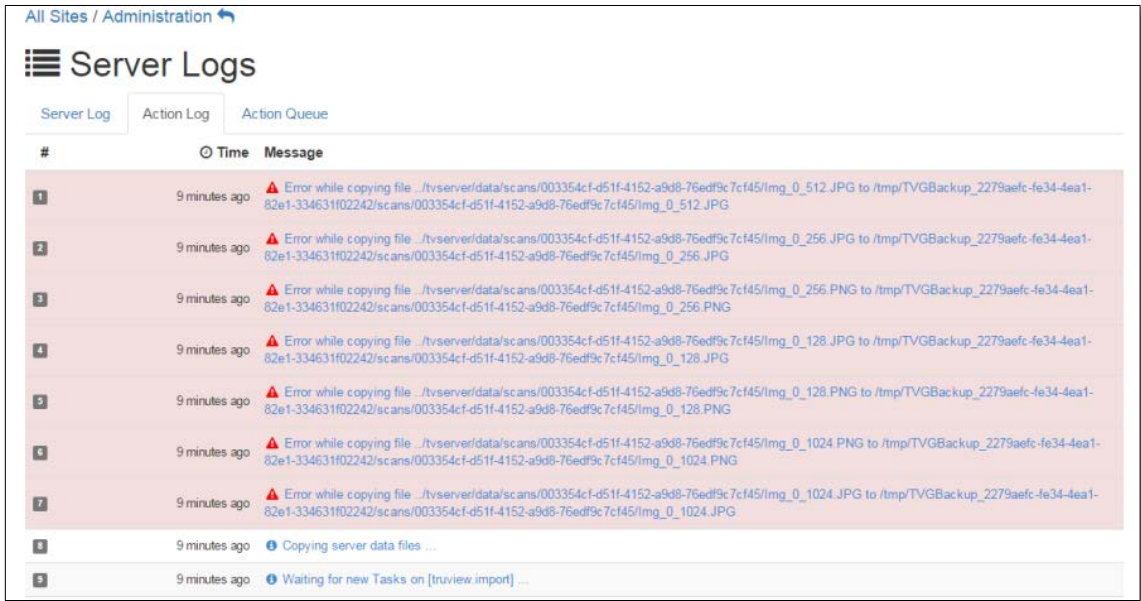 All Sites / Administration
Server Logs
Server Log Action Log Action Queue
# Time Message
1 9 minutes ago Error while copying file ../tvserver/data/scans/003354cf-d51f-4152-a9d8-76edf9c7cf45/Img_0_512.JPG to /tmp/TVGBackup_2279aefc-fe34-4ea1-
82e1-334631f02242/scans/003354cf-d51f-4152-a9d8-76edf9c7cf45/Img_0_512.JPG
2 9 minutes ago Error while copying file ../tvserver/data/scans/003354cf-d51f-4152-a9d8-76edf9c7cf45/Img_0_256.JPG to /tmp/TVGBackup_2279aefc-fe34-4ea1-
82e1-334631f02242/scans/003354cf-d51f-4152-a9d8-76edf9c7cf45/Img_0_256.JPG
3 9 minutes ago Error while copying file ../tvserver/data/scans/003354cf-d51f-4152-a9d8-76edf9c7cf45/Img_0_256.PNG to /tmp/TVGBackup_2279aefc-fe34-4ea1-
82e1-334631f02242/scans/003354cf-d51f-4152-a9d8-76edf9c7cf45/Img_0_256.PNG
4 9 minutes ago Error while copying file ../tvserver/data/scans/003354cf-d51f-4152-a9d8-76edf9c7cf45/Img_0_128.JPG to /tmp/TVGBackup_2279aefc-fe34-4ea1-
82e1-334631f02242/scans/003354cf-d51f-4152-a9d8-76edf9c7cf45/Img_0_128.JPG
5 9 minutes ago Error while copying file ../tvserver/data/scans/003354cf-d51f-4152-a9d8-76edf9c7cf45/Img_0_128.PNG to /tmp/TVGBackup_2279aefc-fe34-4ea1-
82e1-334631f02242/scans/003354cf-d51f-4152-a9d8-76edf9c7cf45/Img_0_128.PNG
6 9 minutes ago Error while copying file ../tvserver/data/scans/003354cf-d51f-4152-a9d8-76edf9c7cf45/Img_0_1024.PNG to /tmp/TVGBackup_2279aefc-fe34-4ea1-
82e1-334631f02242/scans/003354cf-d51f-4152-a9d8-76edf9c7cf45/Img_0_1024.PNG
7 9 minutes ago Error while copying file ../tvserver/data/scans/003354cf-d51f-4152-a9d8-76edf9c7cf45/Img_0_1024.JPG to /tmp/TVGBackup_2279aefc-fe34-4ea1-
82e1-334631f02242/scans/003354cf-d51f-4152-a9d8-76edf9c7cf45/Img_0_1024.JPG
8 9 minutes ago Copying server data files ...
9 9 minutes ago Waiting for new Tasks on [truview.import] ...